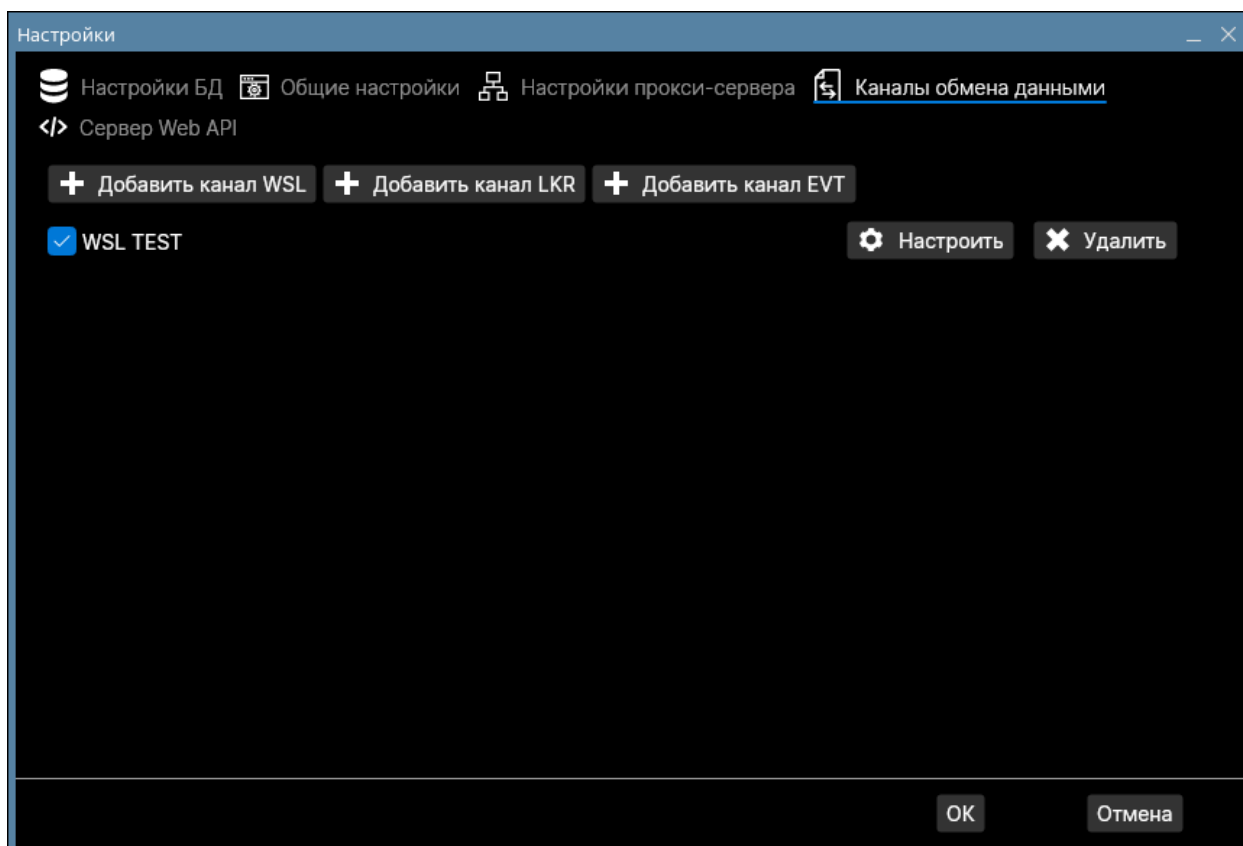 Настройки
Настройки БД Общие настройки Настройки прокси-сервера Каналы обмена данными
Сервер Web API
Добавить канал WSL Добавить канал LKR Добавить канал EVT
WSL TEST Настроить Удалить
OK Отмена